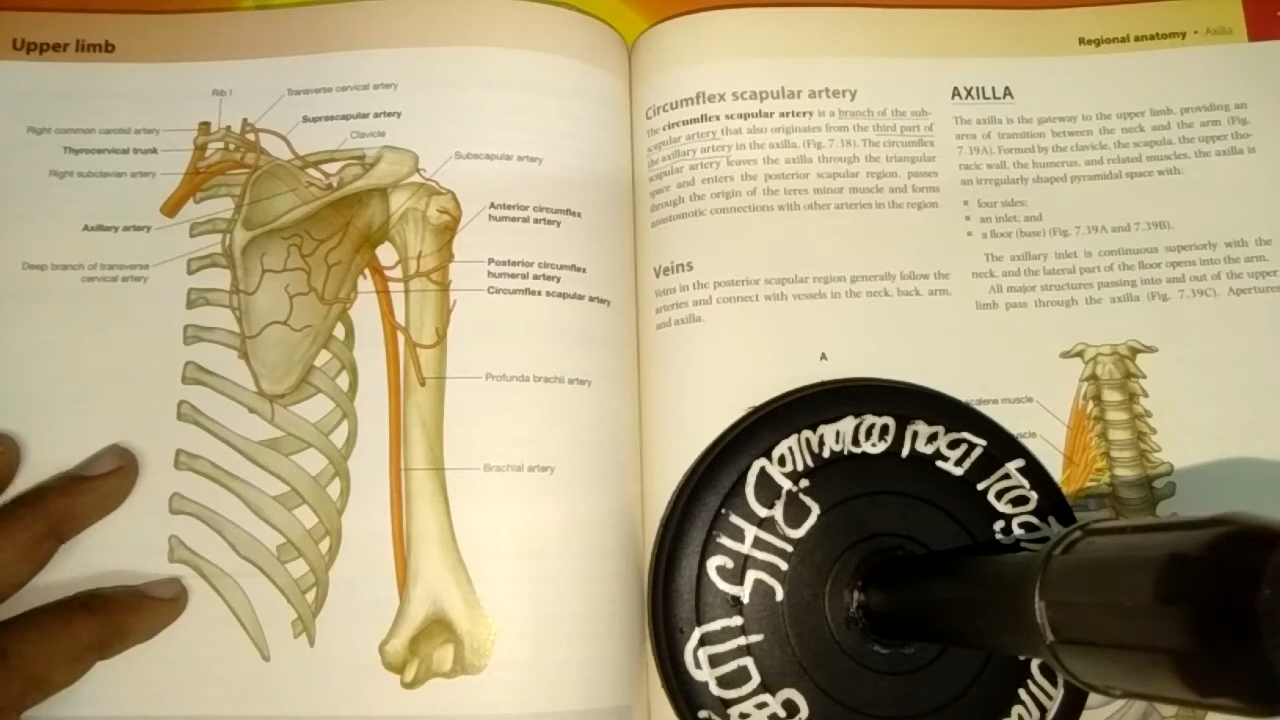 Upper limb
Rib I
Transverse cervical artery
Suprascapular artery
Right common carotid artery
Clavicle
Thyrocervical trunk
Subscapular artery
Right subclavian artery
Anterior circumflex
humeral artery
Axillary artery
Deep branch of transverse
cervical artery
Posterior circumflex
humeral artery
Circumflex scapular artery
Profunda brachii artery
Brachial artery
Regional anatomy • Axilla
Circumflex scapular artery
The circumflex scapular artery is a branch of the sub-
scapular artery that also originates from the third part of
the axillary artery in the axilla. (Fig. 7.38). The circumflex
scapular artery leaves the axilla through the triangular
space and enters the posterior scapular region, passes
through the origin of the teres minor muscle and forms
anastomotic connections with other arteries in the region.
Veins
Veins in the posterior scapular region generally follow the
arteries and connect with vessels in the neck, back, arm,
and axilla.
AXILLA
The axilla is the gateway to the upper limb, providing an
area of transition between the neck and the arm (Fig.
7.39A). Formed by the clavicle, the scapula, the upper tho-
racic wall, the humerus, and related muscles, the axilla is
an irregularly shaped pyramidal space with:
▪ four sides;
▪ an inlet; and
▪ a floor (base) (Fig. 7.39A and 7.39B).
The axillary inlet is continuous superiorly with the
neck, and the lateral part of the floor opens into the arm.
All major structures passing into and out of the upper
limb pass through the axilla (Fig. 7.39C). Apertures
A
scalene muscle